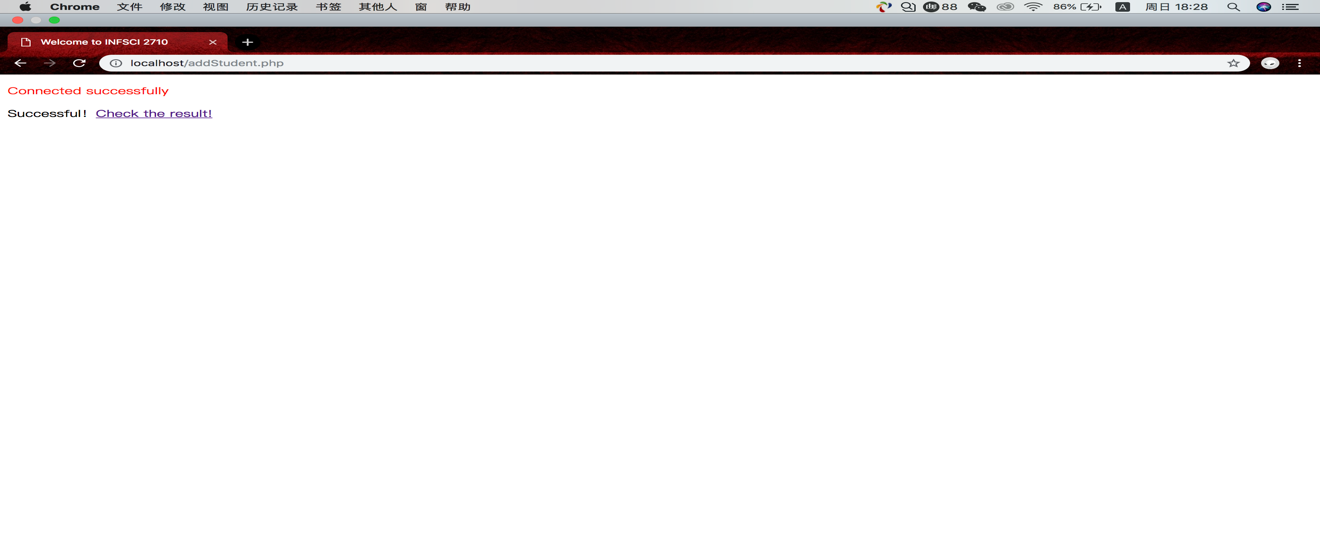 Chrome 文件 修改 视图 历史记录 书签 其他人 窗 帮助 88 86% A 周日 18:28
Welcome to INFSCI 2710
localhost/addStudent.php
Connected successfully
Successful! Check the result!